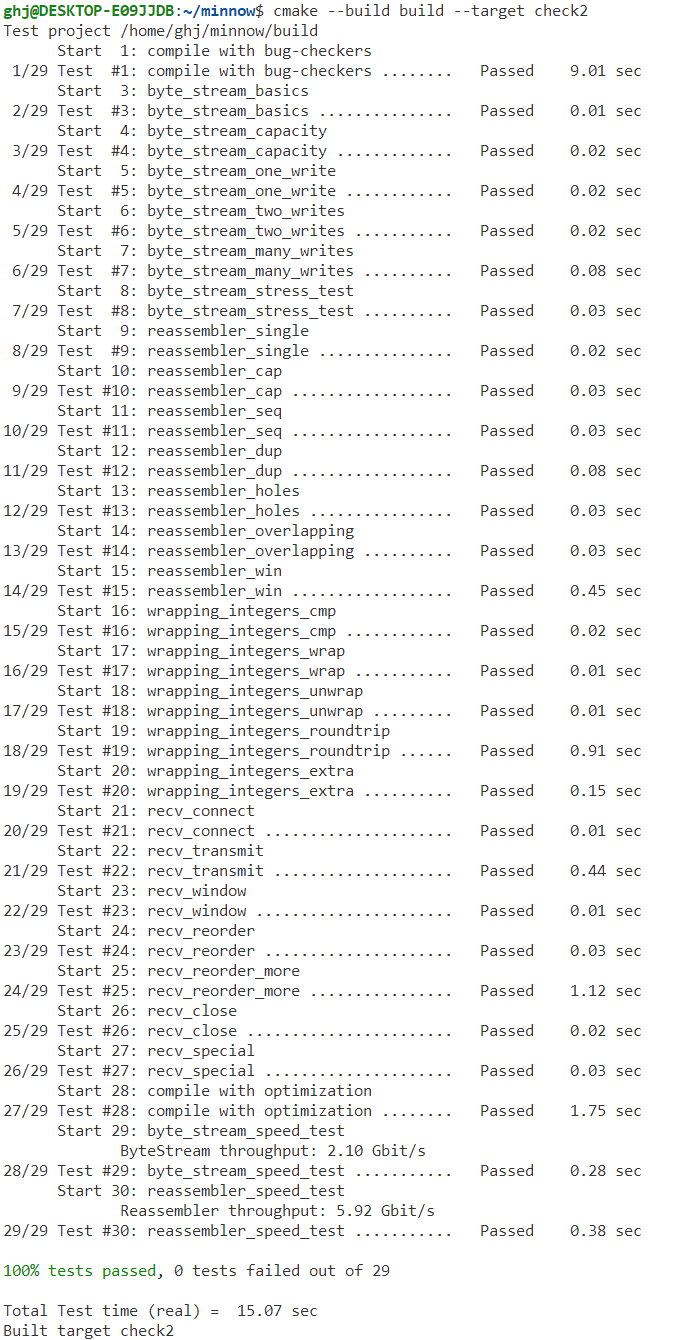 ghj@DESKTOP-E09JJDB:~/minnow$ cmake --build build --target check2
Test project /home/ghj/minnow/build
      Start  1: compile with bug-checkers
 1/29 Test  #1: compile with bug-checkers ........   Passed    9.01 sec
      Start  3: byte_stream_basics
 2/29 Test  #3: byte_stream_basics ...............   Passed    0.01 sec
      Start  4: byte_stream_capacity
 3/29 Test  #4: byte_stream_capacity .............   Passed    0.02 sec
      Start  5: byte_stream_one_write
 4/29 Test  #5: byte_stream_one_write ............   Passed    0.02 sec
      Start  6: byte_stream_two_writes
 5/29 Test  #6: byte_stream_two_writes ...........   Passed    0.02 sec
      Start  7: byte_stream_many_writes
 6/29 Test  #7: byte_stream_many_writes ..........   Passed    0.08 sec
      Start  8: byte_stream_stress_test
 7/29 Test  #8: byte_stream_stress_test ..........   Passed    0.03 sec
      Start  9: reassembler_single
 8/29 Test  #9: reassembler_single ...............   Passed    0.02 sec
      Start 10: reassembler_cap
 9/29 Test #10: reassembler_cap ..................   Passed    0.03 sec
      Start 11: reassembler_seq
10/29 Test #11: reassembler_seq ..................   Passed    0.03 sec
      Start 12: reassembler_dup
11/29 Test #12: reassembler_dup ..................   Passed    0.08 sec
      Start 13: reassembler_holes
12/29 Test #13: reassembler_holes ................   Passed    0.03 sec
      Start 14: reassembler_overlapping
13/29 Test #14: reassembler_overlapping ..........   Passed    0.03 sec
      Start 15: reassembler_win
14/29 Test #15: reassembler_win ..................   Passed    0.45 sec
      Start 16: wrapping_integers_cmp
15/29 Test #16: wrapping_integers_cmp ............   Passed    0.02 sec
      Start 17: wrapping_integers_wrap
16/29 Test #17: wrapping_integers_wrap ...........   Passed    0.01 sec
      Start 18: wrapping_integers_unwrap
17/29 Test #18: wrapping_integers_unwrap .........   Passed    0.01 sec
      Start 19: wrapping_integers_roundtrip
18/29 Test #19: wrapping_integers_roundtrip ......   Passed    0.91 sec
      Start 20: wrapping_integers_extra
19/29 Test #20: wrapping_integers_extra ..........   Passed    0.15 sec
      Start 21: recv_connect
20/29 Test #21: recv_connect .....................   Passed    0.01 sec
      Start 22: recv_transmit
21/29 Test #22: recv_transmit ....................   Passed    0.44 sec
      Start 23: recv_window
22/29 Test #23: recv_window ......................   Passed    0.01 sec
      Start 24: recv_reorder
23/29 Test #24: recv_reorder .....................   Passed    0.03 sec
      Start 25: recv_reorder_more
24/29 Test #25: recv_reorder_more ................   Passed    1.12 sec
      Start 26: recv_close
25/29 Test #26: recv_close .......................   Passed    0.02 sec
      Start 27: recv_special
26/29 Test #27: recv_special .....................   Passed    0.03 sec
      Start 28: compile with optimization
27/29 Test #28: compile with optimization ........   Passed    1.75 sec
      Start 29: byte_stream_speed_test
             ByteStream throughput: 2.10 Gbit/s
28/29 Test #29: byte_stream_speed_test ...........   Passed    0.28 sec
      Start 30: reassembler_speed_test
             Reassembler throughput: 5.92 Gbit/s
29/29 Test #30: reassembler_speed_test ...........   Passed    0.38 sec

100% tests passed, 0 tests failed out of 29

Total Test time (real) =  15.07 sec
Built target check2